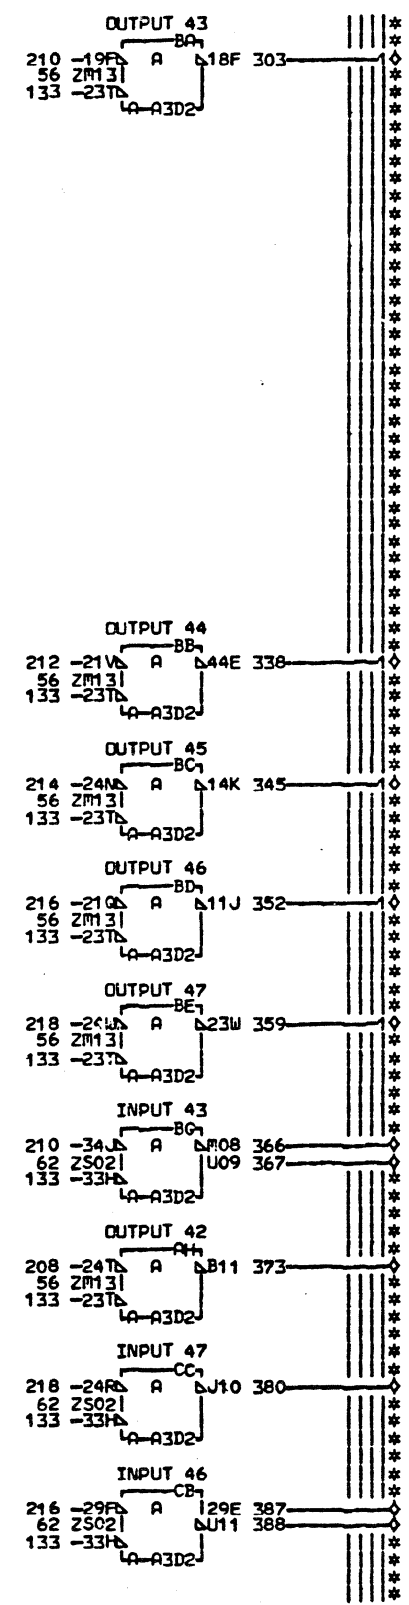 OUTPUT 43
BA
210 -19F A 18F 303
56 ZM13
133 -23T
A-A3D2
OUTPUT 44
BB
212 -21V A 44E 338
56 ZM13
133 -23T
A-A3D2
OUTPUT 45
BC
214 -24N A 14K 345
56 ZM13
133 -23T
A-A3D2
OUTPUT 46
BD
216 -21Q A 11J 352
56 ZM13
133 -23T
A-A3D2
OUTPUT 47
BE
218 A 23W 359
56 ZM13
133 -23T
A-A3D2
INPUT 43
BG
210 -34J A M08 366
62 ZS02 U09 367
133 -33H
A-A3D2
OUTPUT 42
208 -24T A B11 373
56 ZM13
133 -23T
A-A3D2
INPUT 47
CC
218 -24R A J10 380
62 ZS02
133 -33H
A-A3D2
INPUT 46
CB
216 -29F A 29E 387
62 ZS02 U11 388
133 -33H
A-A3D2